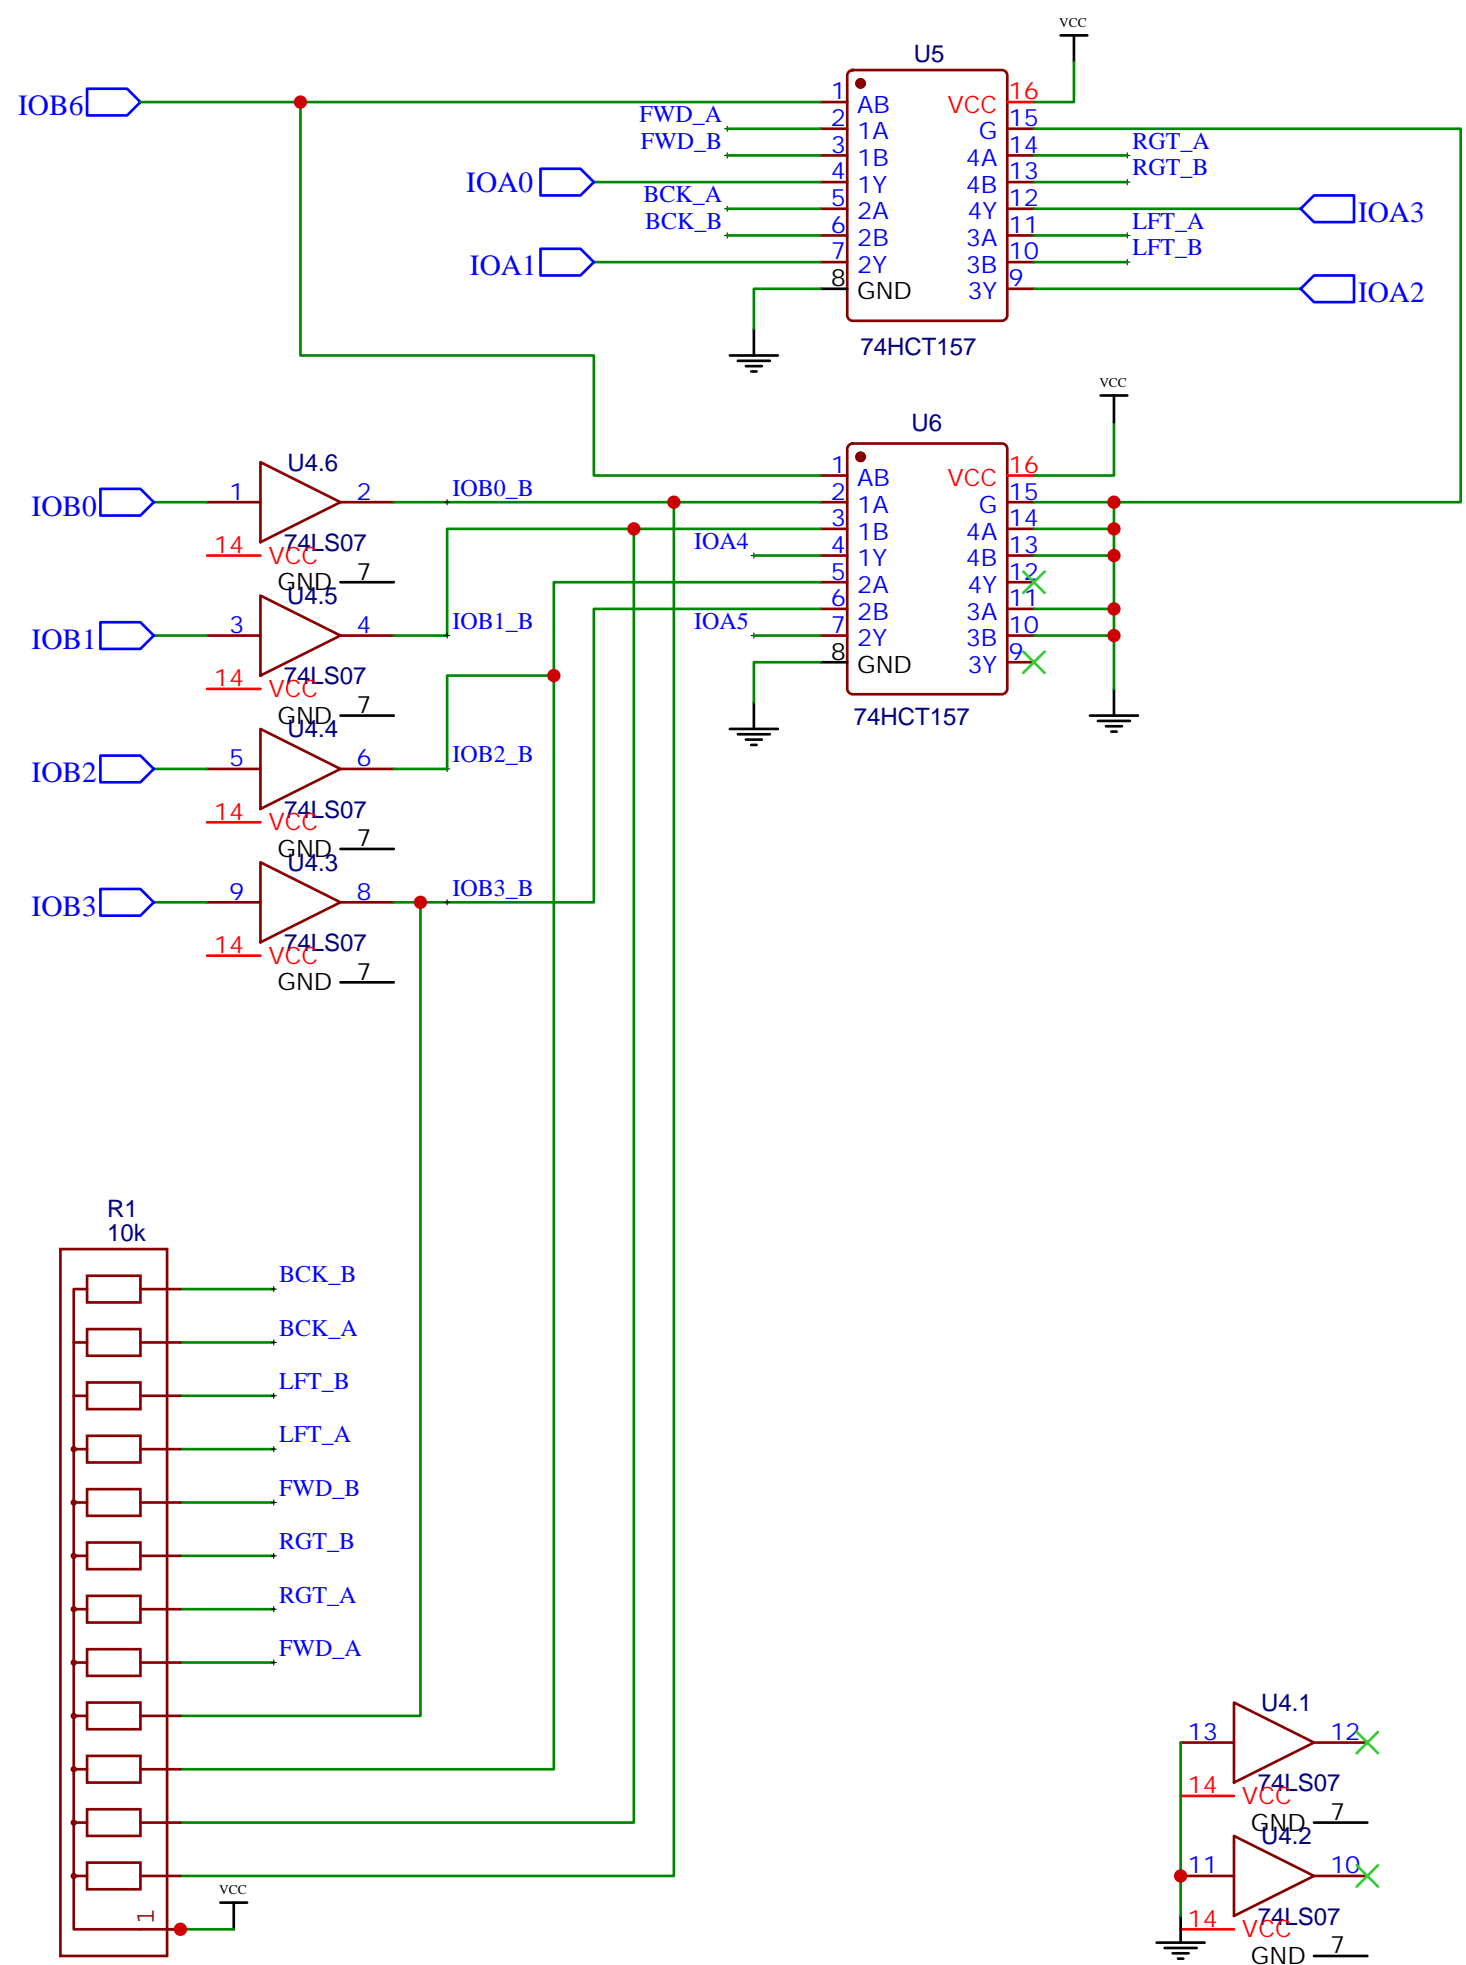 VCC
U5
IOB6
1 AB VCC 16
FWD_A 2 1A G 15
FWD_B 3 1B 4A 14 RGT_A
IOA0 4 1Y 4B 13 RGT_B
BCK_A 5 2A 4Y 12 IOA3
BCK_B 6 2B 3A 11 LFT_A
IOA1 7 2Y 3B 10 LFT_B
8 GND 3Y 9 IOA2
74HCT157
VCC
U6
1 AB VCC 16
2 1A G 15
3 1B 4A 14
IOA4 4 1Y 4B 13
5 2A 4Y 12
6 2B 3A 11
IOA5 7 2Y 3B 10
8 GND 3Y 9
74HCT157
U4.6
IOB0 1 2 IOB0_B
74LS07
14 VCC
GND 7
U4.5
IOB1 3 4 IOB1_B
74LS07
14 VCC
GND 7
U4.4
IOB2 5 6 IOB2_B
74LS07
14 VCC
GND 7
U4.3
IOB3 9 8 IOB3_B
74LS07
14 VCC
GND 7
R1
10k
BCK_B
BCK_A
LFT_B
LFT_A
FWD_B
RGT_B
RGT_A
FWD_A
VCC
1
U4.1
13 12
74LS07
14 VCC
GND 7
U4.2
11 10
74LS07
14 VCC
GND 7